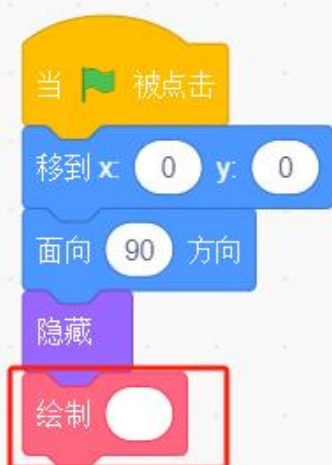 当 被点击
移到 x: 0 y: 0
面向 90 方向
隐藏
绘制